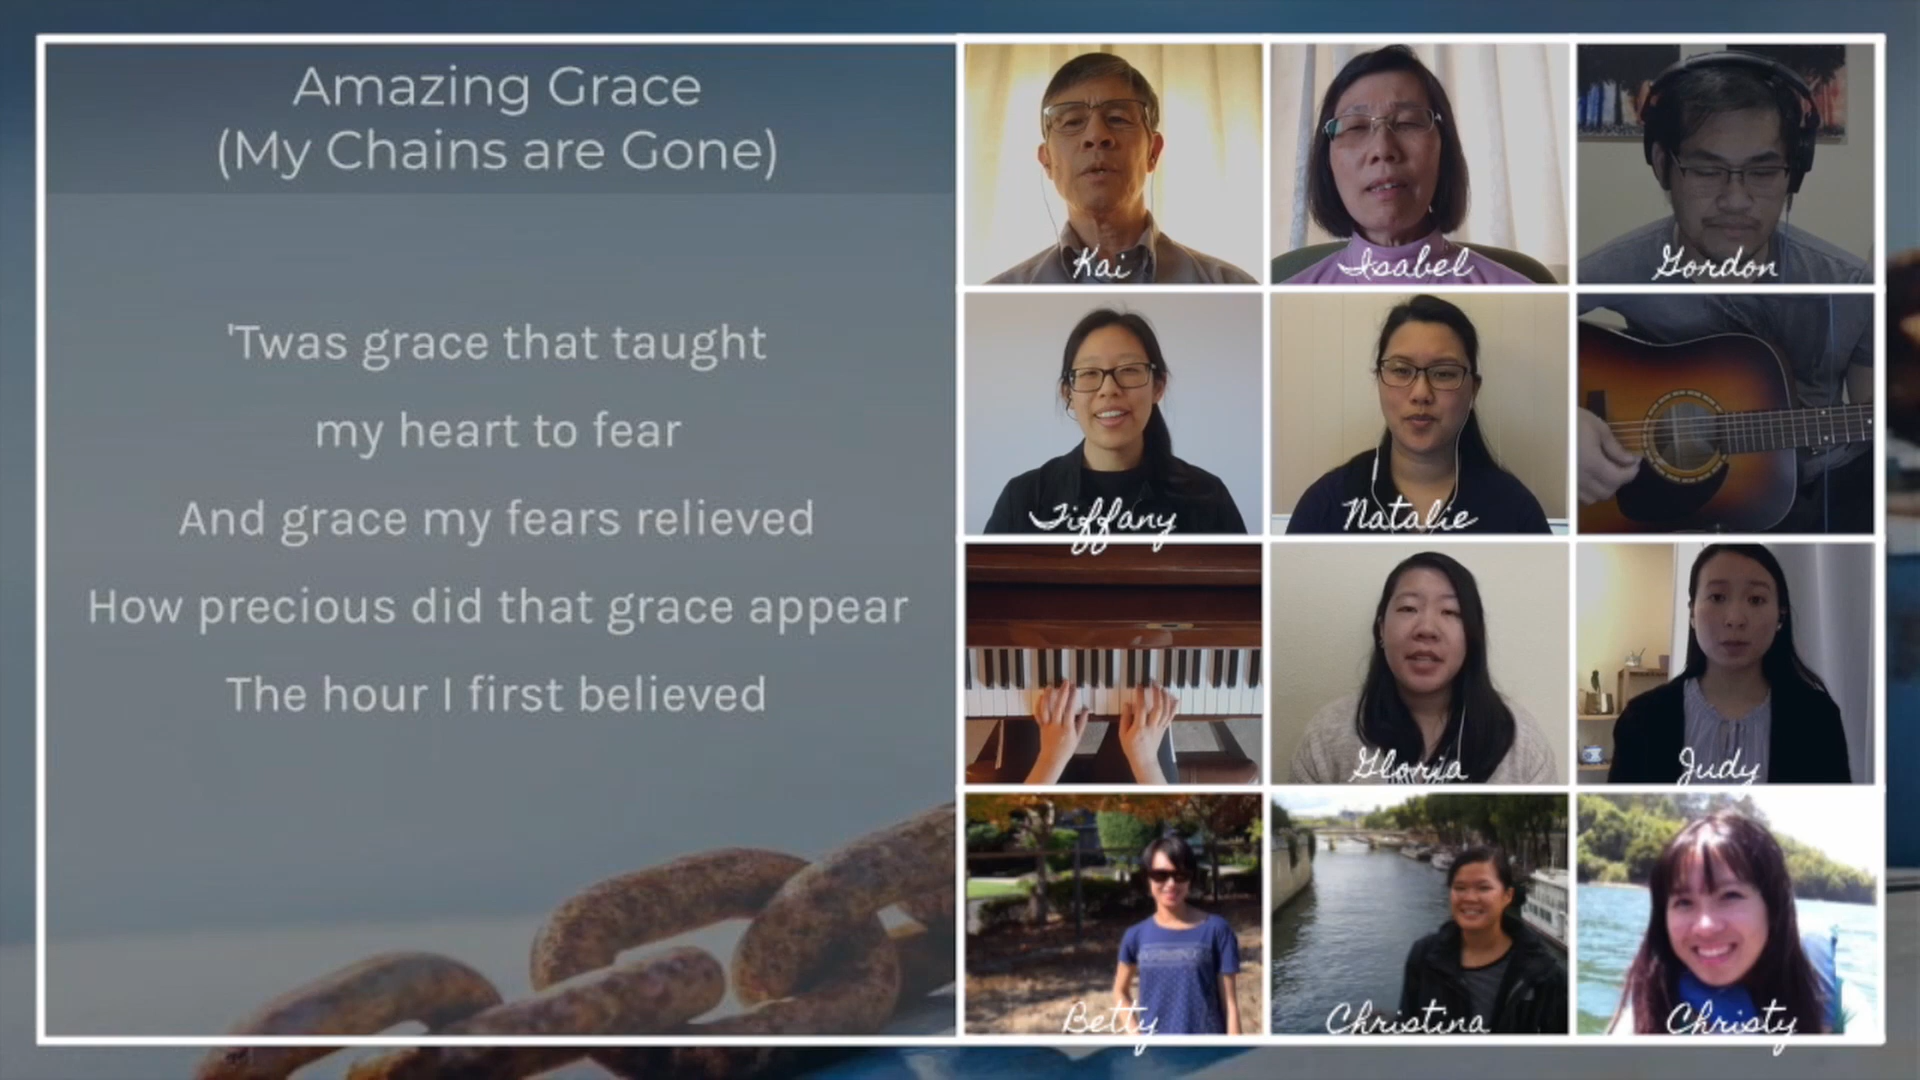 Amazing Grace
(My Chains are Gone)
'Twas grace that taught
my heart to fear
And grace my fears relieved
How precious did that grace appear
The hour I first believed
Kai
Isabel
Gordon
Tiffany
Natalie
Gloria
Judy
Betty
Christina
Christy